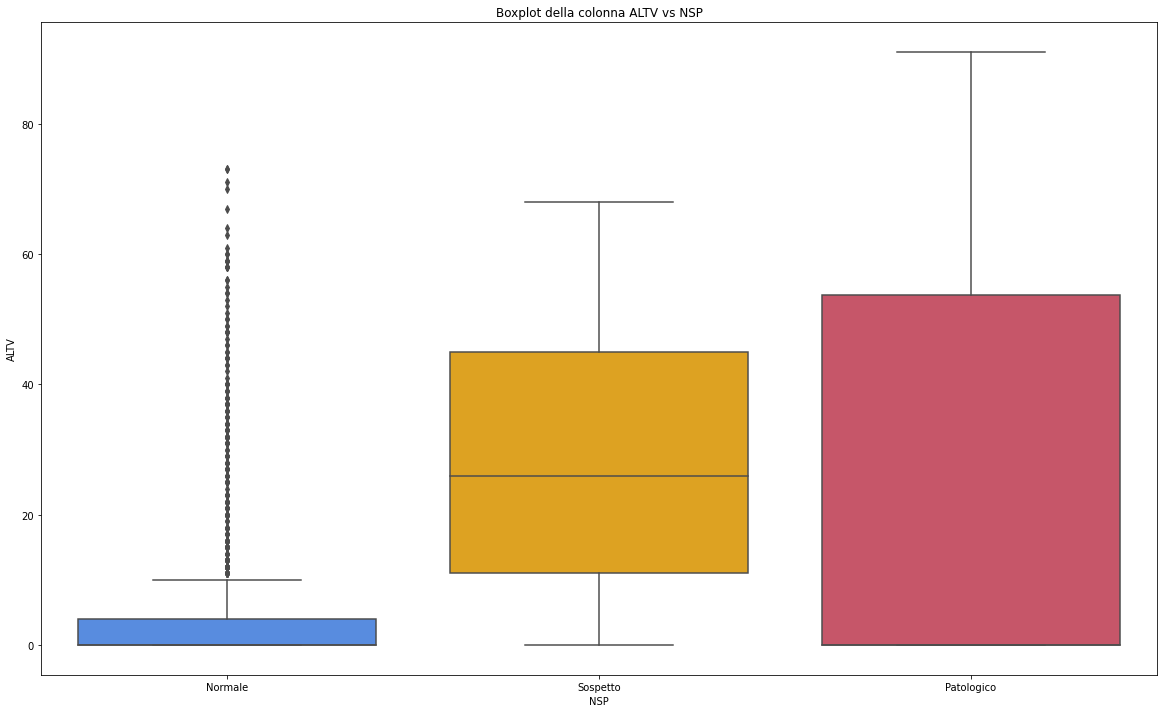 Boxplot della colonna ALTV vs NSP
80
60
40
20
0
ALTV
Normale
Sospetto
Patologico
NSP